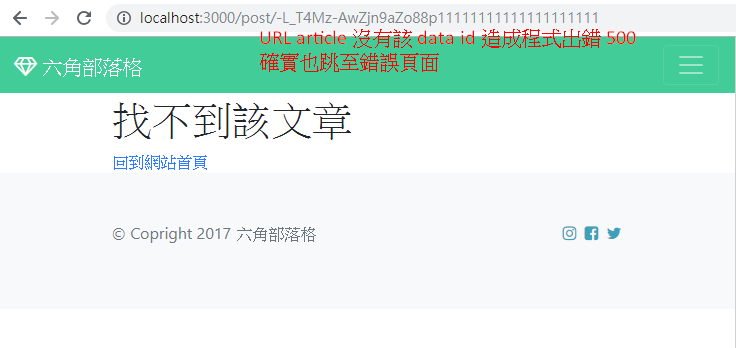 localhost:3000/post/-L_T4Mz-AwZjn9aZo88p11111111111111111111
URL article 沒有該 data id 造成程式出錯 500
確實也跳至錯誤頁面
六角部落格
找不到該文章
回到網站首頁
© Copright 2017 六角部落格